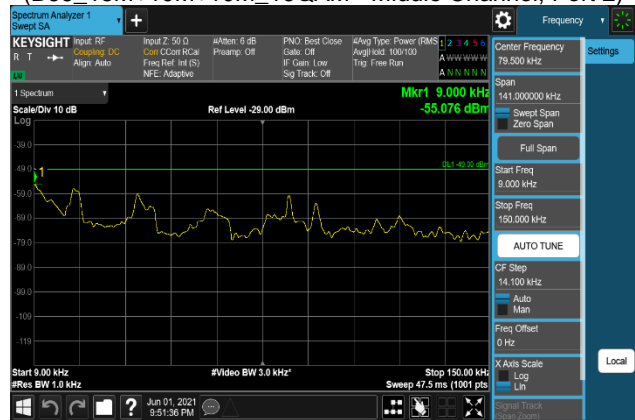 Spectrum Analyzer 1
Swept SA
Frequency
KEYSIGHT
R T
Input: RF
Coupling: DC
Align: Auto
Input Z: 50 Ω
Corr CCorr RCal
Freq Ref: Int (S)
NFE: Adaptive
#Atten: 6 dB
Preamp: Off
PNO: Best Close
Gate: Off
IF Gain: Low
Sig Track: Off
#Avg Type: Power (RMS
Avg|Hold: 100/100
Trig: Free Run
1 2 3 4 5 6
A W W W W W
A N N N N N
LW
1 Spectrum
Scale/Div 10 dB
Ref Level -29.00 dBm
Mkr1 9.000 kHz
-55.076 dBm
Log
-39.0
-49.0
-59.0
-69.0
-79.0
-89.0
-99.0
-109
-119
1
DL1 -49.00 dBm
Start 9.00 kHz
#Video BW 3.0 kHz*
Stop 150.00 kHz
#Res BW 1.0 kHz
Sweep 47.5 ms (1001 pts
Center Frequency
79.500 kHz
Span
141.000000 kHz
Swept Span
Zero Span
Full Span
Start Freq
9.000 kHz
Stop Freq
150.000 kHz
AUTO TUNE
CF Step
14.100 kHz
Auto
Man
Freq Offset
0 Hz
X Axis Scale
Log
Lin
Signal Track
(Span Zoom)
Settings
Local
Jun 01, 2021
9:51:36 PM